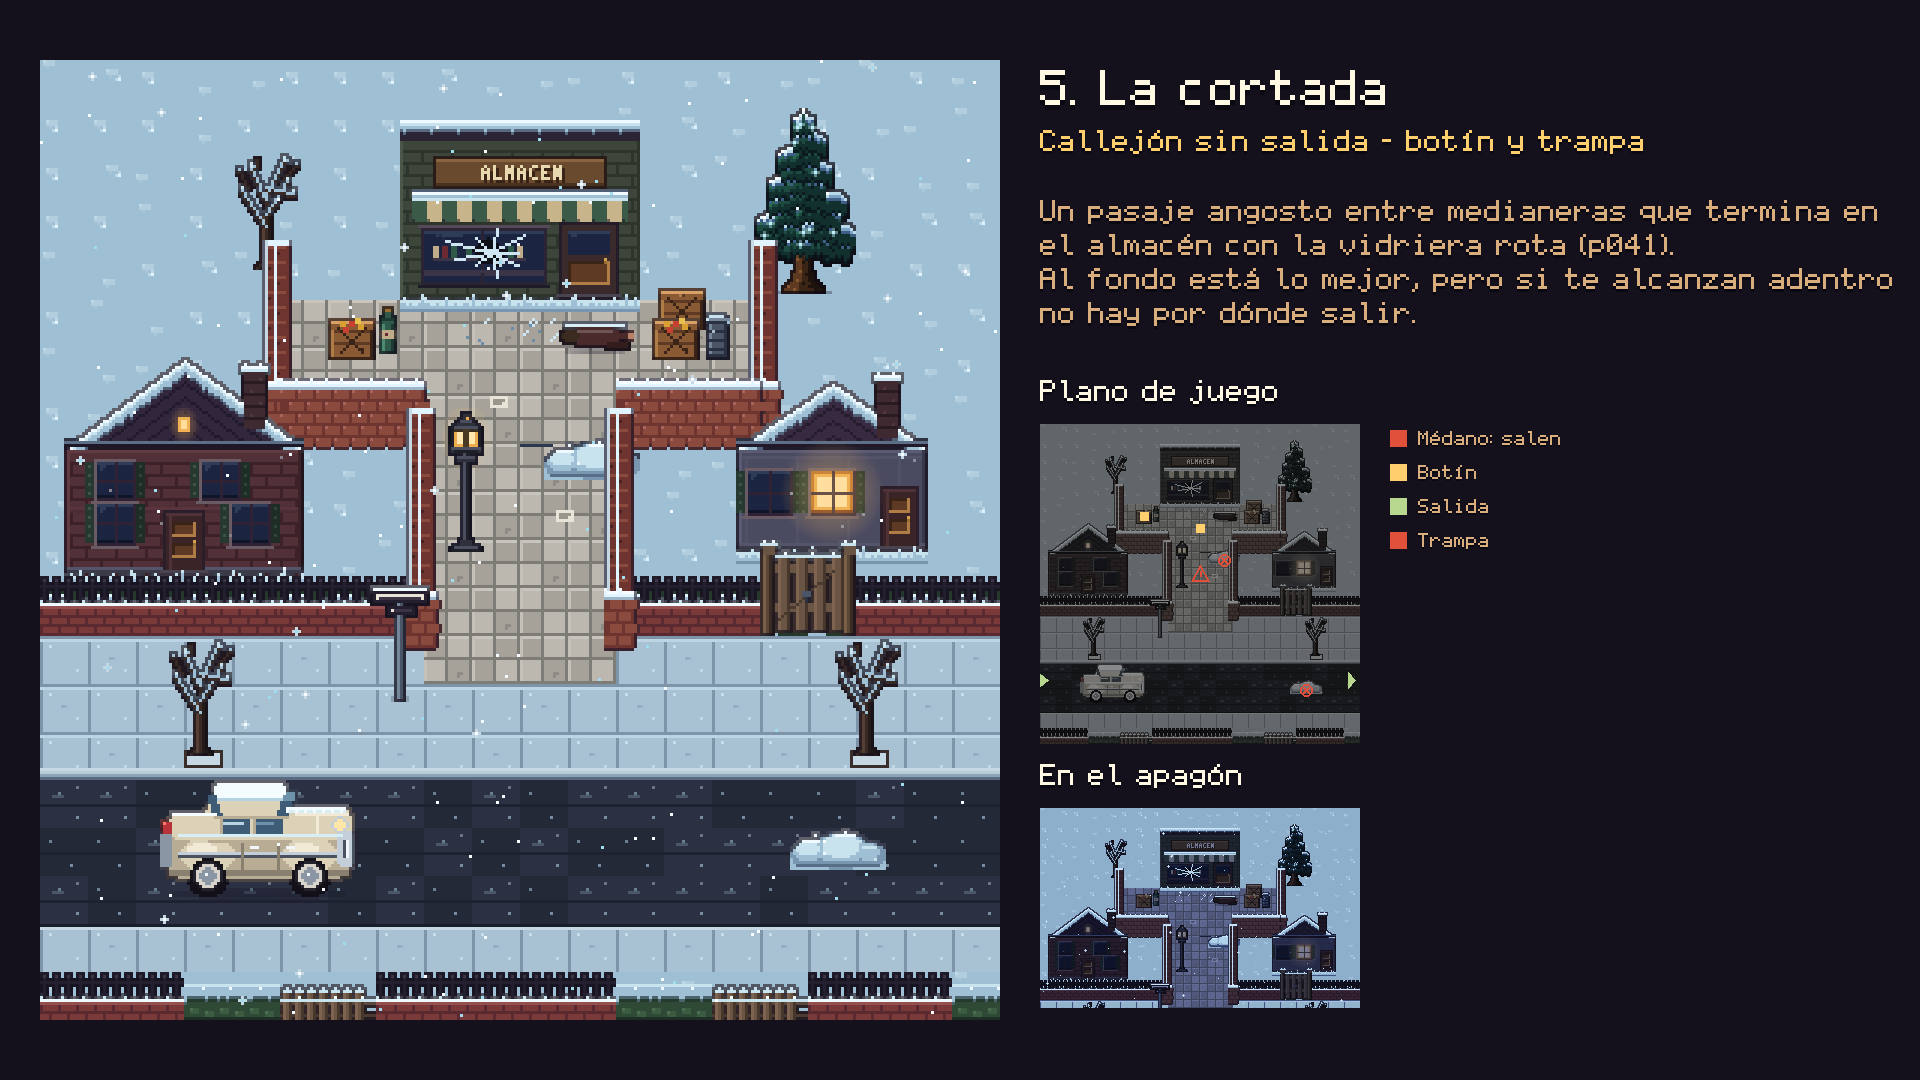 5. La cortada
Callejón sin salida - botín y trampa
Un pasaje angosto entre medianeras que termina en
el almacén con la vidriera rota (p041).
Al fondo está lo mejor, pero si te alcanzan adentro
no hay por dónde salir.
Plano de juego
Médano: salen
Botín
Salida
Trampa
En el apagón
ALMACEN
ALMACEN
ALMACEN